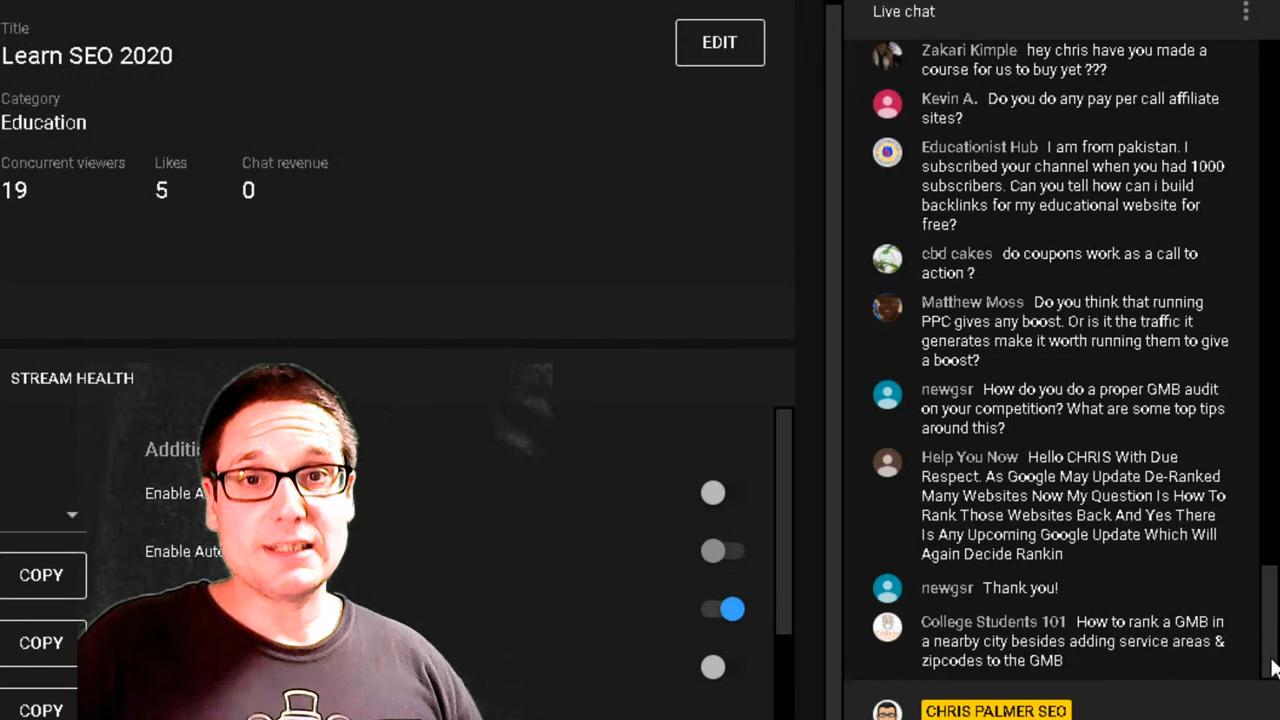 Title
Learn SEO 2020
EDIT
Category
Education
Concurrent viewers
Likes
Chat revenue
19
5
0
STREAM HEALTH
Enable
Enable
COPY
COPY
COPY
Live chat
Zakari Kimple hey chris have you made a
course for us to buy yet ???
Kevin A. Do you do any pay per call affiliate
sites?
Educationist Hub I am from pakistan. I
subscribed your channel when you had 1000
subscribers. Can you tell how can i build
backlinks for my educational website for
free?
cbd cakes do coupons work as a call to
action ?
Matthew Moss Do you think that running
PPC gives any boost. Or is it the traffic it
generates make it worth running them to give
a boost?
newgsr How do you do a proper GMB audit
on your competition? What are some top tips
around this?
Help You Now Hello CHRIS With Due
Respect. As Google May Update De-Ranked
Many Websites Now My Question Is How To
Rank Those Websites Back And Yes There
Is Any Upcoming Google Update Which Will
Again Decide Rankin
newgsr Thank you!
College Students 101 How to rank a GMB in
a nearby city besides adding service areas &
zipcodes to the GMB
CHRIS PALMER SEO